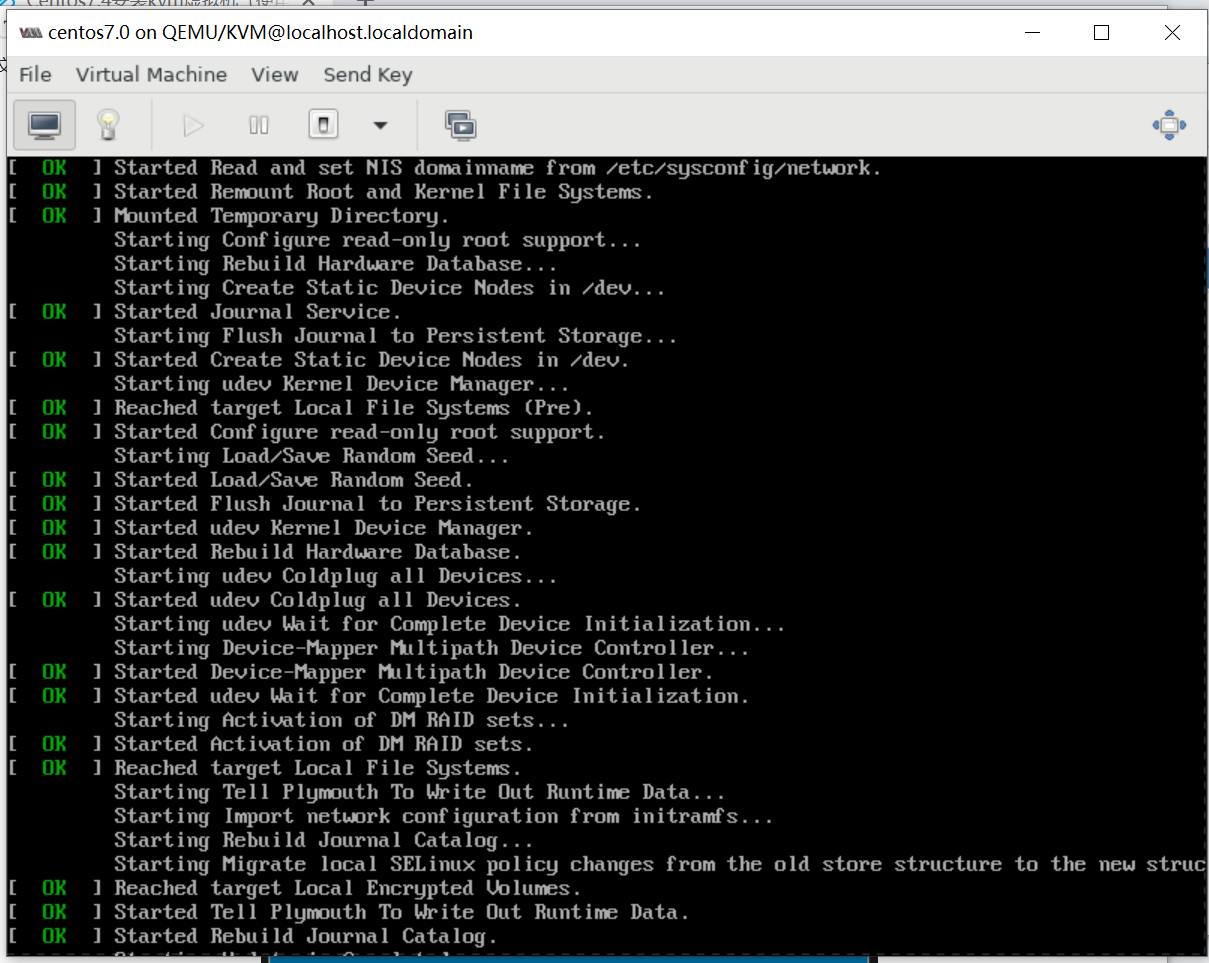 Centos7.4安装kvm虚拟机（使
centos7.0 on QEMU/KVM@localhost.localdomain
File Virtual Machine View Send Key
[ OK ] Started Read and set NIS domainname from /etc/sysconfig/network.
[ OK ] Started Remount Root and Kernel File Systems.
[ OK ] Mounted Temporary Directory.
Starting Configure read-only root support...
Starting Rebuild Hardware Database...
Starting Create Static Device Nodes in /dev...
[ OK ] Started Journal Service.
Starting Flush Journal to Persistent Storage...
[ OK ] Started Create Static Device Nodes in /dev.
Starting udev Kernel Device Manager...
[ OK ] Reached target Local File Systems (Pre).
[ OK ] Started Configure read-only root support.
Starting Load/Save Random Seed...
[ OK ] Started Load/Save Random Seed.
[ OK ] Started Flush Journal to Persistent Storage.
[ OK ] Started udev Kernel Device Manager.
[ OK ] Started Rebuild Hardware Database.
Starting udev Coldplug all Devices...
[ OK ] Started udev Coldplug all Devices.
Starting udev Wait for Complete Device Initialization...
Starting Device-Mapper Multipath Device Controller...
[ OK ] Started Device-Mapper Multipath Device Controller.
[ OK ] Started udev Wait for Complete Device Initialization.
Starting Activation of DM RAID sets...
[ OK ] Started Activation of DM RAID sets.
[ OK ] Reached target Local File Systems.
Starting Tell Plymouth To Write Out Runtime Data...
Starting Import network configuration from initramfs...
Starting Rebuild Journal Catalog...
Starting Migrate local SELinux policy changes from the old store structure to the new struc
[ OK ] Reached target Local Encrypted Volumes.
[ OK ] Started Tell Plymouth To Write Out Runtime Data.
[ OK ] Started Rebuild Journal Catalog.